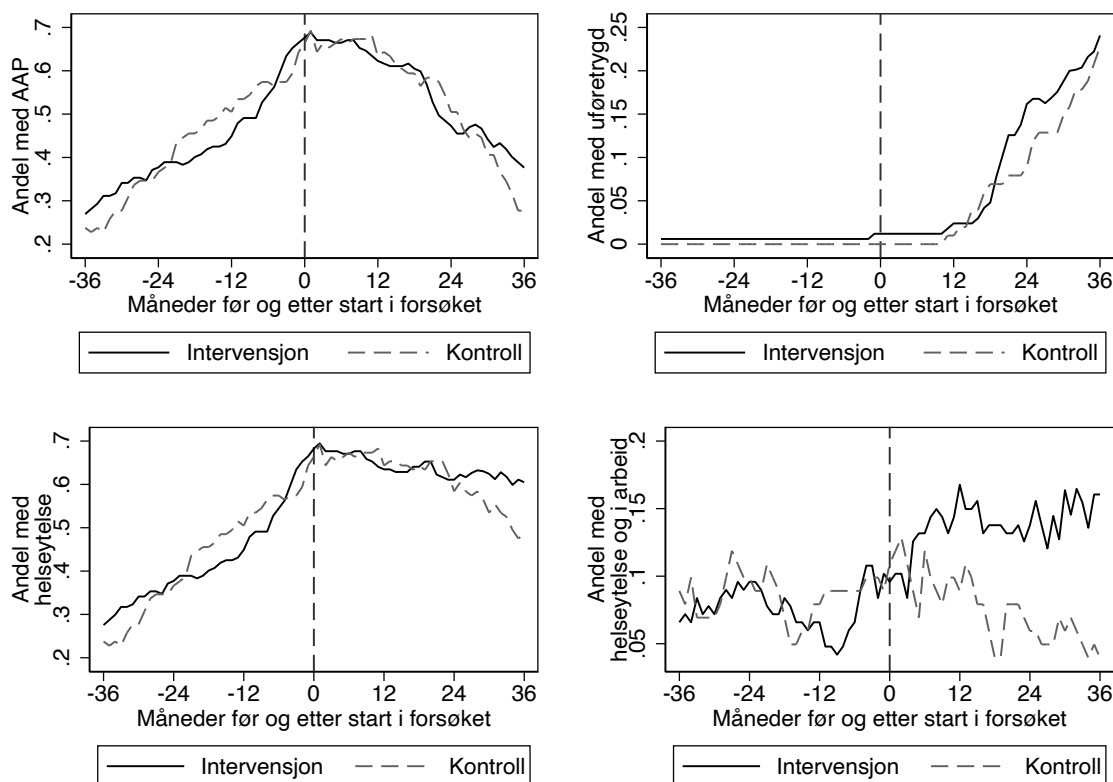 Andel med AAP
.7
.6
.5
.4
.3
.2
-36 -24 -12 0 12 24 36
Måneder før og etter start i forsøket
Intervensjon Kontroll
Andel med uføretrygd
.25
.2
.15
.1
.05
0
-36 -24 -12 0 12 24 36
Måneder før og etter start i forsøket
Intervensjon Kontroll
Andel med
helseytelse
.7
.6
.5
.4
.3
.2
-36 -24 -12 0 12 24 36
Måneder før og etter start i forsøket
Intervensjon Kontroll
Andel med
helseytelse og i arbeid
.2
.15
.1
.05
-36 -24 -12 0 12 24 36
Måneder før og etter start i forsøket
Intervensjon Kontroll